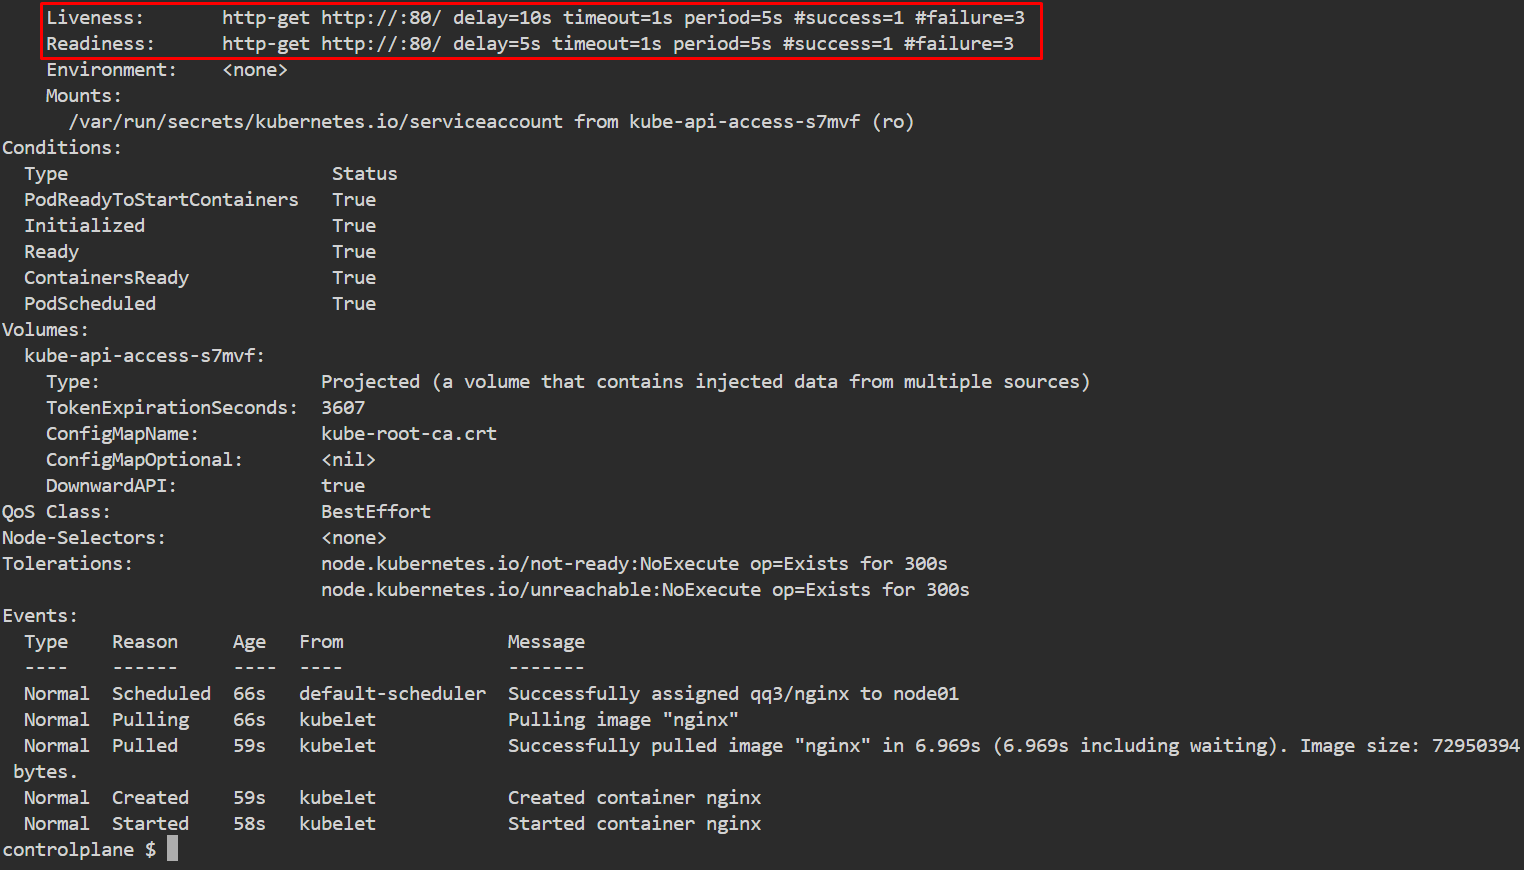 Liveness:       http-get http://:80/ delay=10s timeout=1s period=5s #success=1 #failure=3
    Readiness:      http-get http://:80/ delay=5s timeout=1s period=5s #success=1 #failure=3
    Environment:    <none>
    Mounts:
      /var/run/secrets/kubernetes.io/serviceaccount from kube-api-access-s7mvf (ro)
Conditions:
  Type                        Status
  PodReadyToStartContainers   True
  Initialized                 True
  Ready                       True
  ContainersReady             True
  PodScheduled                True
Volumes:
  kube-api-access-s7mvf:
    Type:                    Projected (a volume that contains injected data from multiple sources)
    TokenExpirationSeconds:  3607
    ConfigMapName:           kube-root-ca.crt
    ConfigMapOptional:       <nil>
    DownwardAPI:             true
QoS Class:                   BestEffort
Node-Selectors:              <none>
Tolerations:                 node.kubernetes.io/not-ready:NoExecute op=Exists for 300s
                             node.kubernetes.io/unreachable:NoExecute op=Exists for 300s
Events:
  Type    Reason     Age   From               Message
  ----    ------     ----  ----               -------
  Normal  Scheduled  66s   default-scheduler  Successfully assigned qq3/nginx to node01
  Normal  Pulling    66s   kubelet            Pulling image "nginx"
  Normal  Pulled     59s   kubelet            Successfully pulled image "nginx" in 6.969s (6.969s including waiting). Image size: 72950394
 bytes.
  Normal  Created    59s   kubelet            Created container nginx
  Normal  Started    58s   kubelet            Started container nginx
controlplane $